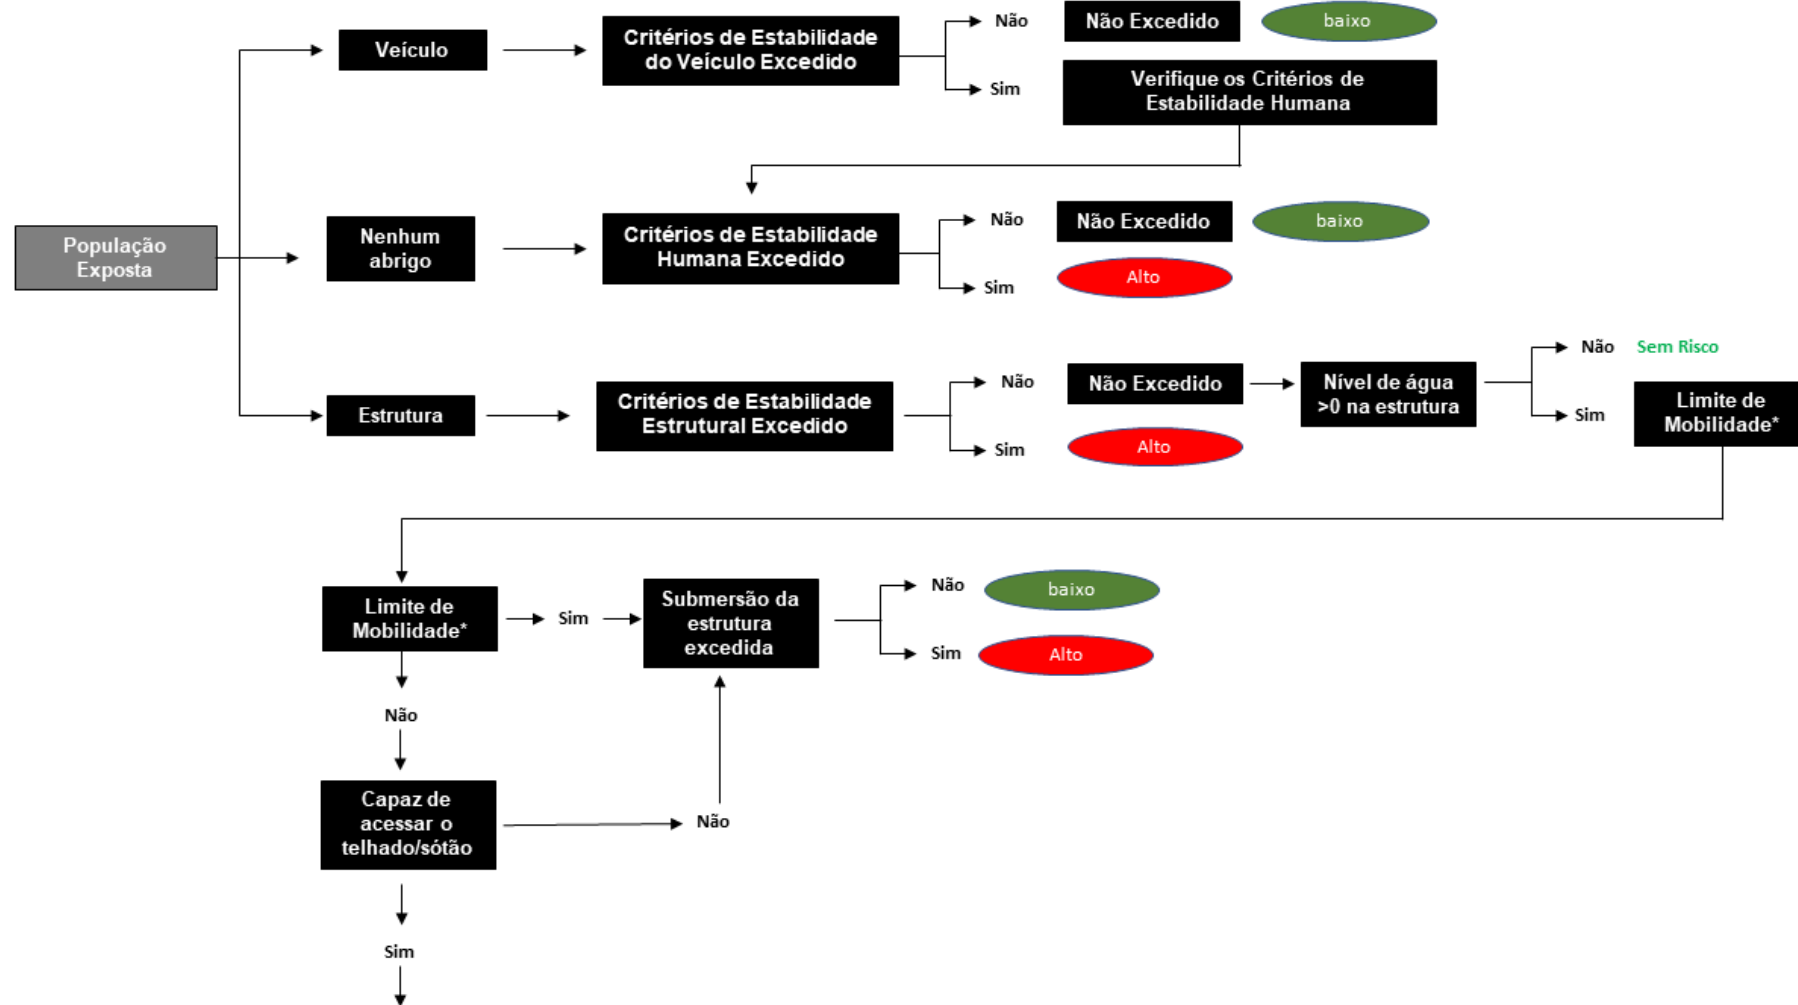 Não
Não Excedido
baixo
Veículo
Critérios de Estabilidade
do Veículo Excedido
Sim
Verifique os Critérios de
Estabilidade Humana
População
Exposta
Nenhum
abrigo
Critérios de Estabilidade
Humana Excedido
Não
Não Excedido
baixo
Sim
Alto
Estrutura
Critérios de Estabilidade
Estrutural Excedido
Não
Não Excedido
Sim
Alto
Nível de água
>0 na estrutura
Não
Sem Risco
Sim
Limite de
Mobilidade*
Limite de
Mobilidade*
Sim
Submersão da
estrutura
excedida
Não
baixo
Sim
Alto
Não
Capaz de
acessar o
telhado/sótão
Não
Sim